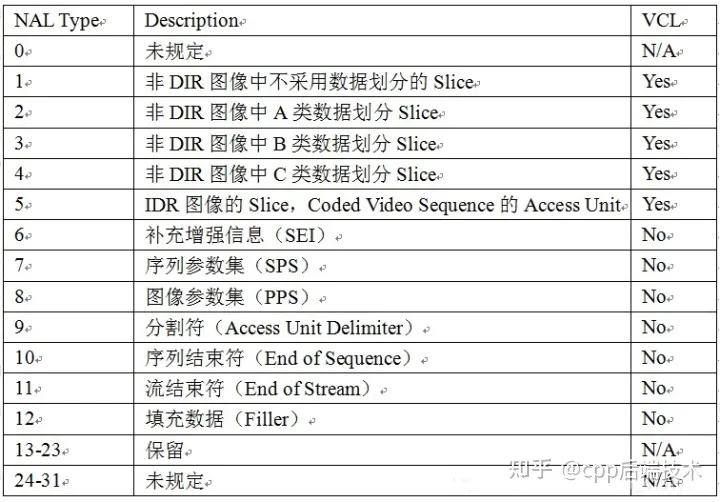 NAL Type Description VCL
0 未规定 N/A
1 非 DIR 图像中不采用数据划分的 Slice Yes
2 非 DIR 图像中 A 类数据划分 Slice Yes
3 非 DIR 图像中 B 类数据划分 Slice Yes
4 非 DIR 图像中 C 类数据划分 Slice Yes
5 IDR 图像的 Slice，Coded Video Sequence 的 Access Unit Yes
6 补充增强信息（SEI） No
7 序列参数集（SPS） No
8 图像参数集（PPS） No
9 分割符（Access Unit Delimiter） No
10 序列结束符（End of Sequence） No
11 流结束符（End of Stream） No
12 填充数据（Filler） No
13-23 保留 N/A
24-31 未规定 N/A
知乎 @cpp后端技术